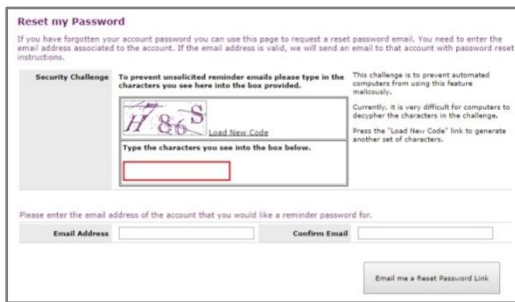 Reset my Password
If you have forgotten your account password you can use this page to request a reset password email. You need to enter the
email address associated to the account. If the email address is valid, we will send an email to that account with password reset
instructions.
Security Challenge
To prevent unsolicited reminder emails please type in the
characters you see here into the box provided.
H 86 S
Load New Code
Type the characters you see into the box below.
This challenge is to prevent automated
computers from using this feature
malicously.
Currently, it is very difficult for computers to
decypher the characters in the challenge.
Press the "Load New Code" link to generate
another set of characters.
Please enter the email address of the account that you would like a reminder password for.
Email Address
Confirm Email
Email me a Reset Password Link